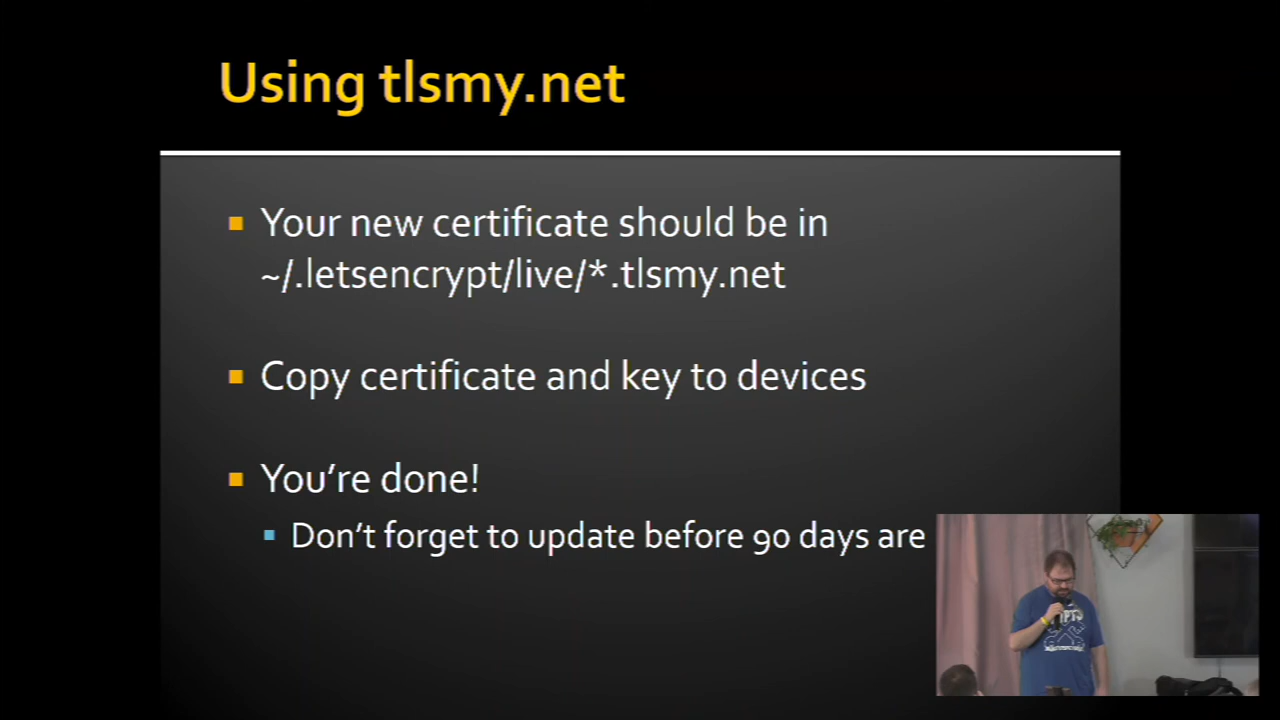 Using tlsmy.net
Your new certificate should be in
~/.letsencrypt/live/*.tlsmy.net
Copy certificate and key to devices
You're done!
Don't forget to update before 90 days are